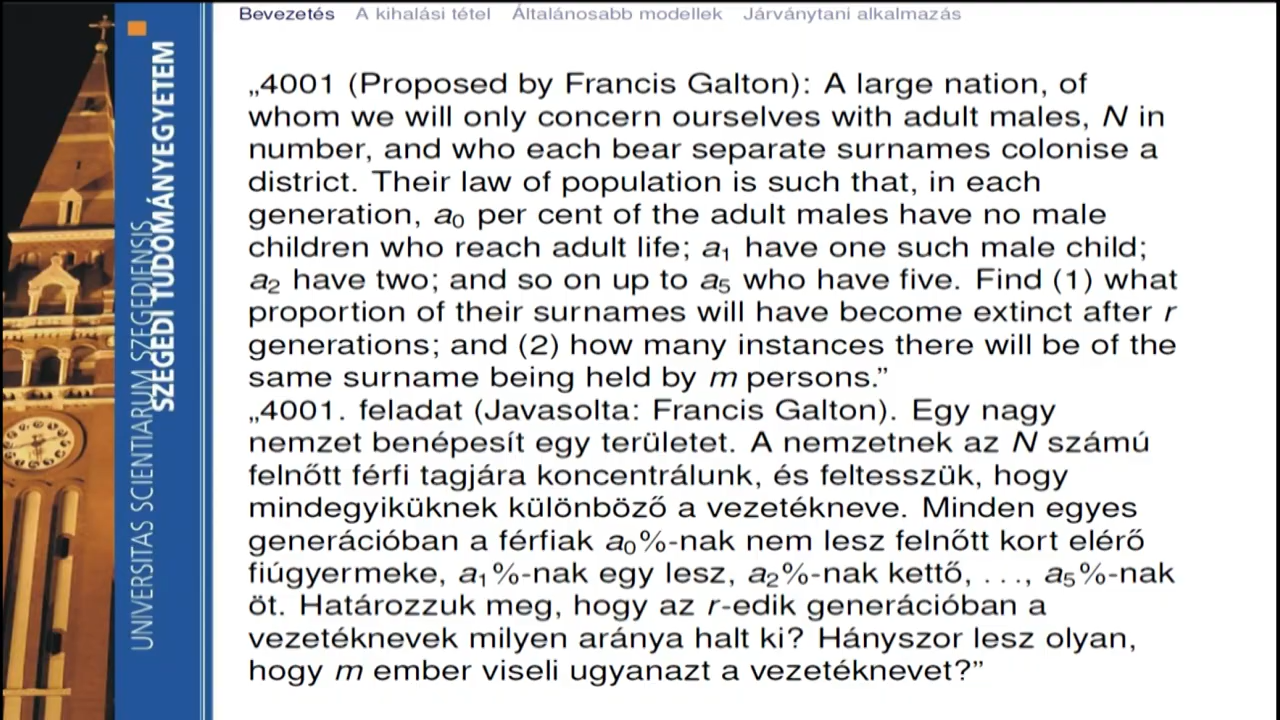 Bevezetés A kihalási tétel Általánosabb modellek Járványtani alkalmazás
UNIVERSITAS SCIENTIARUM SZEGEDIENSIS
SZEGEDI TUDOMÁNYEGYETEM
„4001 (Proposed by Francis Galton): A large nation, of
whom we will only concern ourselves with adult males, N in
number, and who each bear separate surnames colonise a
district. Their law of population is such that, in each
generation, a₀ per cent of the adult males have no male
children who reach adult life; a₁ have one such male child;
a₂ have two; and so on up to a₅ who have five. Find (1) what
proportion of their surnames will have become extinct after r
generations; and (2) how many instances there will be of the
same surname being held by m persons.”
„4001. feladat (Javasolta: Francis Galton). Egy nagy
nemzet benépesít egy területet. A nemzetnek az N számú
felnőtt férfi tagjára koncentrálunk, és feltesszük, hogy
mindegyiküknek különböző a vezetékneve. Minden egyes
generációban a férfiak a₀%-nak nem lesz felnőtt kort elérő
fiúgyermeke, a₁%-nak egy lesz, a₂%-nak kettő, . . ., a₅%-nak
öt. Határozzuk meg, hogy az r-edik generációban a
vezetéknevek milyen aránya halt ki? Hányszor lesz olyan,
hogy m ember viseli ugyanazt a vezetéknevet?”